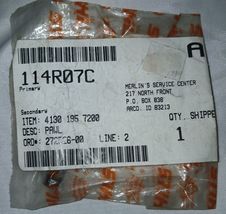 A
114R07C
Primary
MERLIN'S SERVICE CENTER
217 NORTH FRONT
P.O. BOX 838
ARCO, ID 83213
Secondary
ITEM: 4130 195 7200
DESC: PAWL
ORD#: LINE: 2
QTY. SHIPPE
1